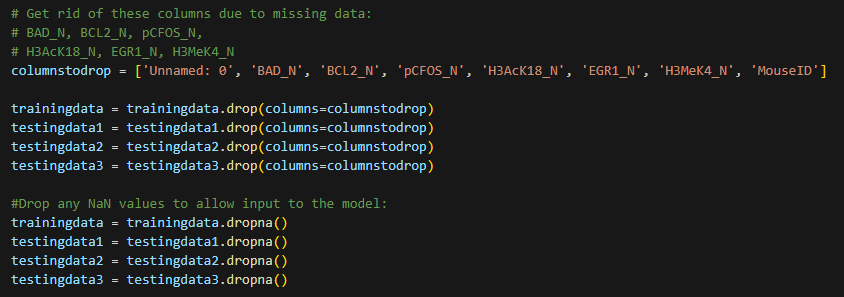 # Get rid of these columns due to missing data:
# BAD_N, BCL2_N, pCFOS_N,
# H3AcK18_N, EGR1_N, H3MeK4_N
columnstodrop = ['Unnamed: 0', 'BAD_N', 'BCL2_N', 'pCFOS_N', 'H3AcK18_N', 'EGR1_N', 'H3MeK4_N', 'MouseID']
trainingdata = trainingdata.drop(columns=columnstodrop)
testingdata1 = testingdata1.drop(columns=columnstodrop)
testingdata2 = testingdata2.drop(columns=columnstodrop)
testingdata3 = testingdata3.drop(columns=columnstodrop)
#Drop any NaN values to allow input to the model:
trainingdata = trainingdata.dropna()
testingdata1 = testingdata1.dropna()
testingdata2 = testingdata2.dropna()
testingdata3 = testingdata3.dropna()